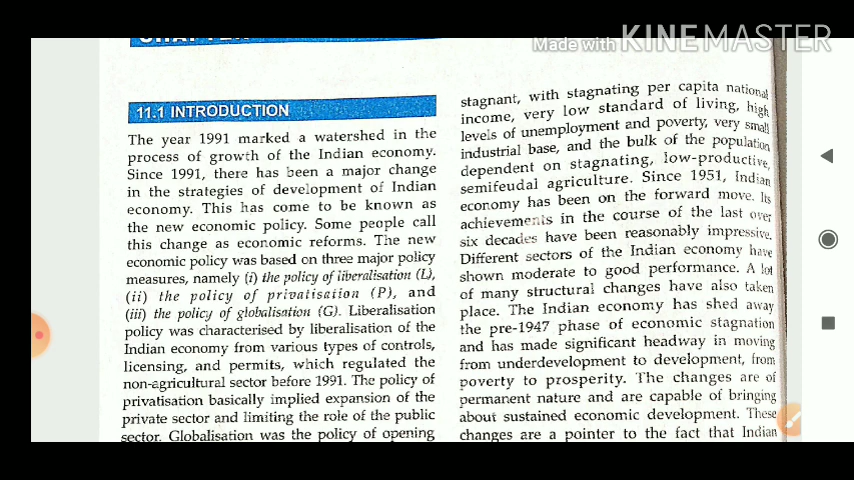 Made with KINEMASTER
11.1 INTRODUCTION
The year 1991 marked a watershed in the
process of growth of the Indian economy.
Since 1991, there has been a major change
in the strategies of development of Indian
economy. This has come to be known as
the new economic policy. Some people call
this change as economic reforms. The new
economic policy was based on three major policy
measures, namely (i) the policy of liberalisation (L),
(ii) the policy of privatisation (P), and
(iii) the policy of globalisation (G). Liberalisation
policy was characterised by liberalisation of the
Indian economy from various types of controls,
licensing, and permits, which regulated the
non-agricultural sector before 1991. The policy of
privatisation basically implied expansion of the
private sector and limiting the role of the public
sector. Globalisation was the policy of opening
stagnant, with stagnating per capita national
income, very low standard of living, high
levels of unemployment and poverty, very small
industrial base, and the bulk of the population
dependent on stagnating, low-productive,
semifeudal agriculture. Since 1951, Indian
economy has been on the forward move. Its
achievements in the course of the last over
six decades have been reasonably impressive.
Different sectors of the Indian economy have
shown moderate to good performance. A lot
of many structural changes have also taken
place. The Indian economy has shed away
the pre-1947 phase of economic stagnation
and has made significant headway in moving
from underdevelopment to development, from
poverty to prosperity. The changes are of
permanent nature and are capable of bringing
about sustained economic development. These
changes are a pointer to the fact that Indian